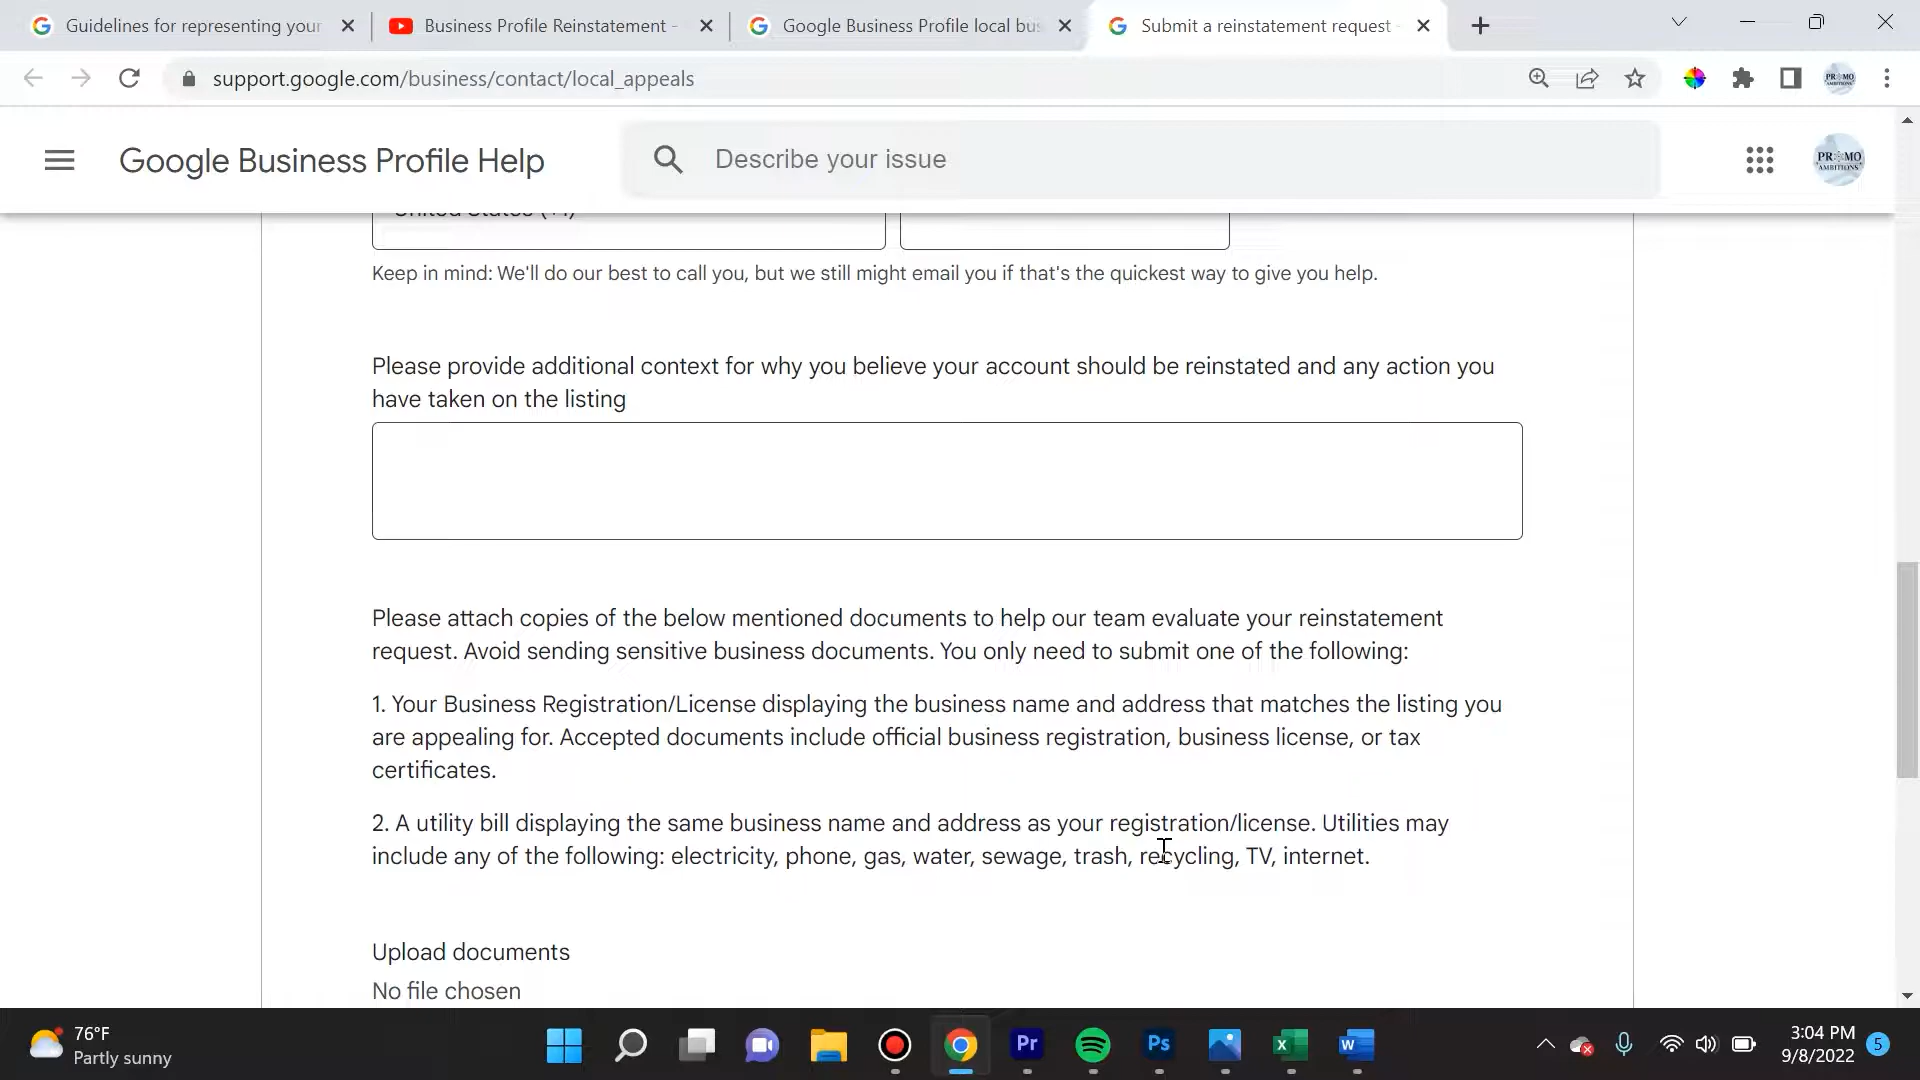 Guidelines for representing your
Business Profile Reinstatement -
Google Business Profile local bus
Submit a reinstatement request -
support.google.com/business/contact/local_appeals
PROMO
Google Business Profile Help
Describe your issue
PROMO
AMBITIONS
United States (+1)
Keep in mind: We'll do our best to call you, but we still might email you if that's the quickest way to give you help.
Please provide additional context for why you believe your account should be reinstated and any action you
have taken on the listing
Please attach copies of the below mentioned documents to help our team evaluate your reinstatement
request. Avoid sending sensitive business documents. You only need to submit one of the following:
1. Your Business Registration/License displaying the business name and address that matches the listing you
are appealing for. Accepted documents include official business registration, business license, or tax
certificates.
2. A utility bill displaying the same business name and address as your registration/license. Utilities may
include any of the following: electricity, phone, gas, water, sewage, trash, recycling, TV, internet.
Upload documents
No file chosen
76°F
Partly sunny
Pr
Ps
X
W
3:04 PM
9/8/2022
5